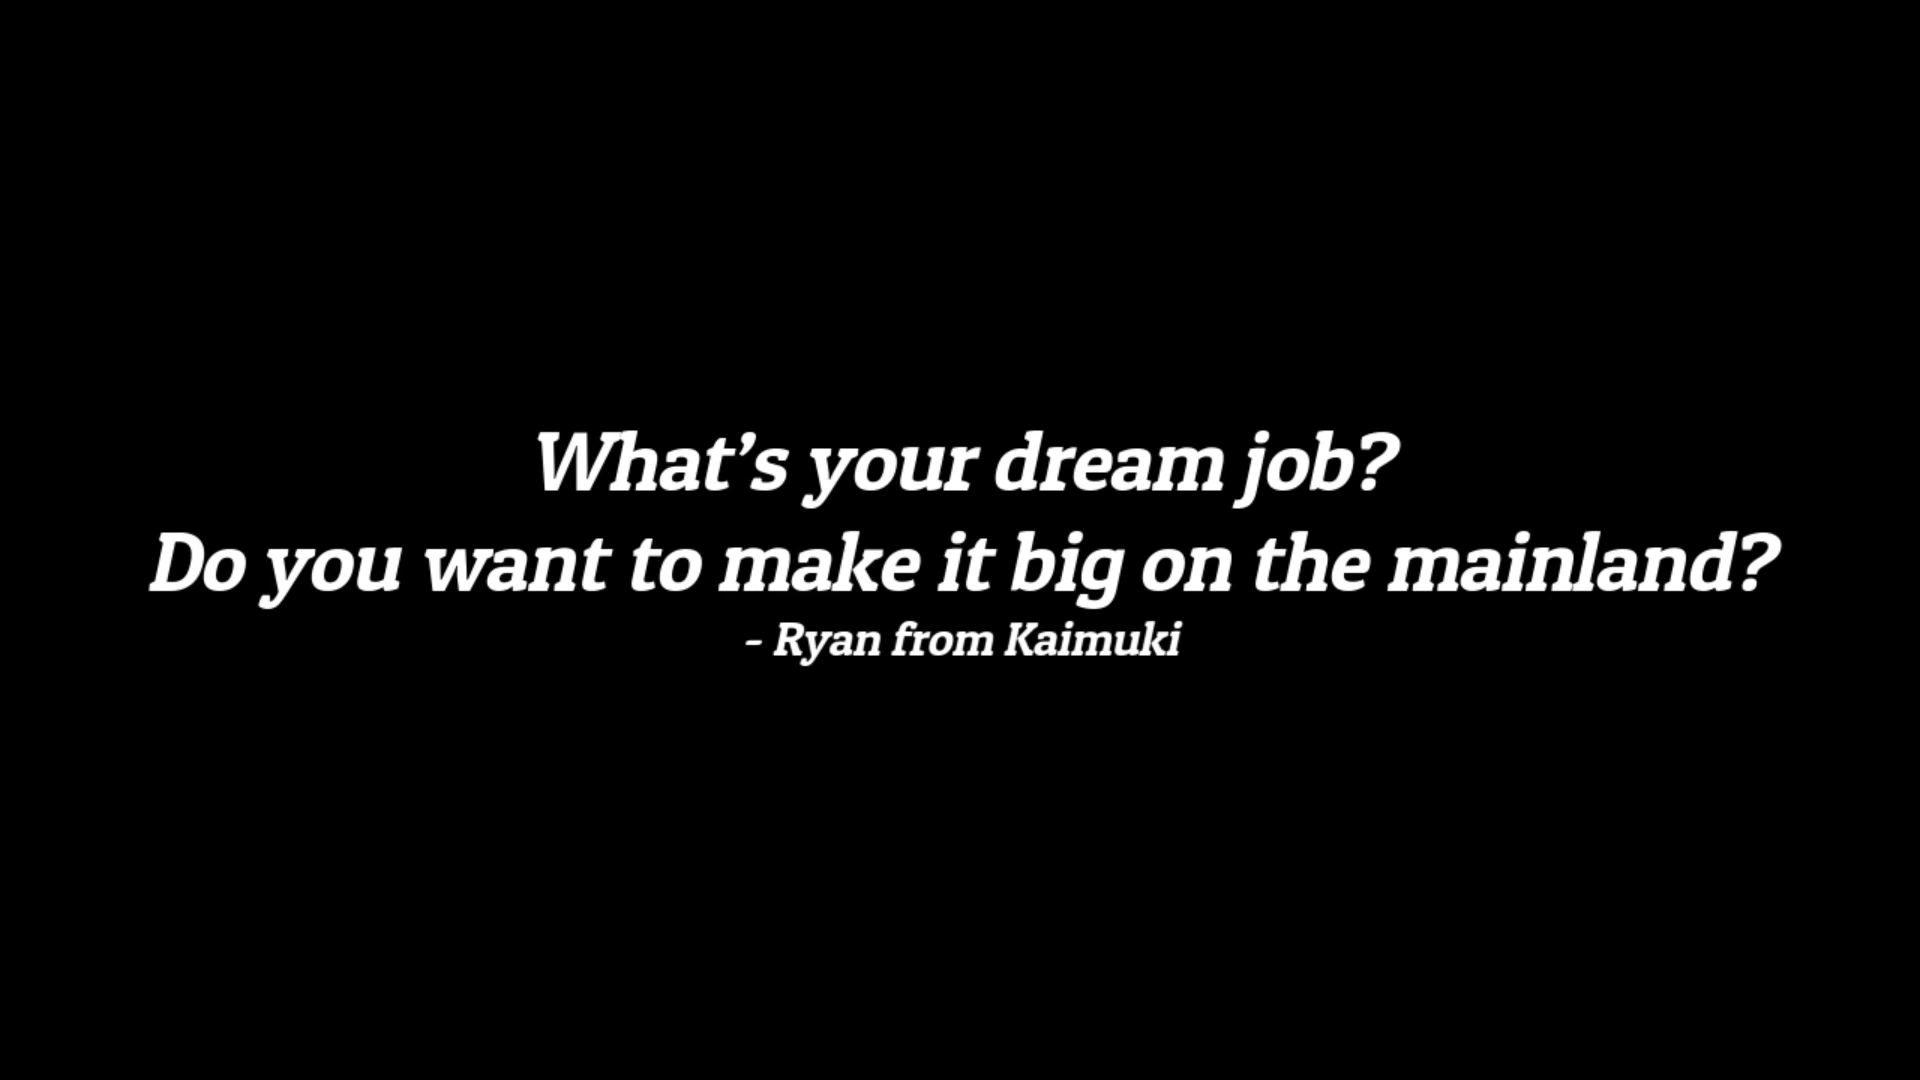 What’s your dream job?
Do you want to make it big on the mainland?
- Ryan from Kaimuki